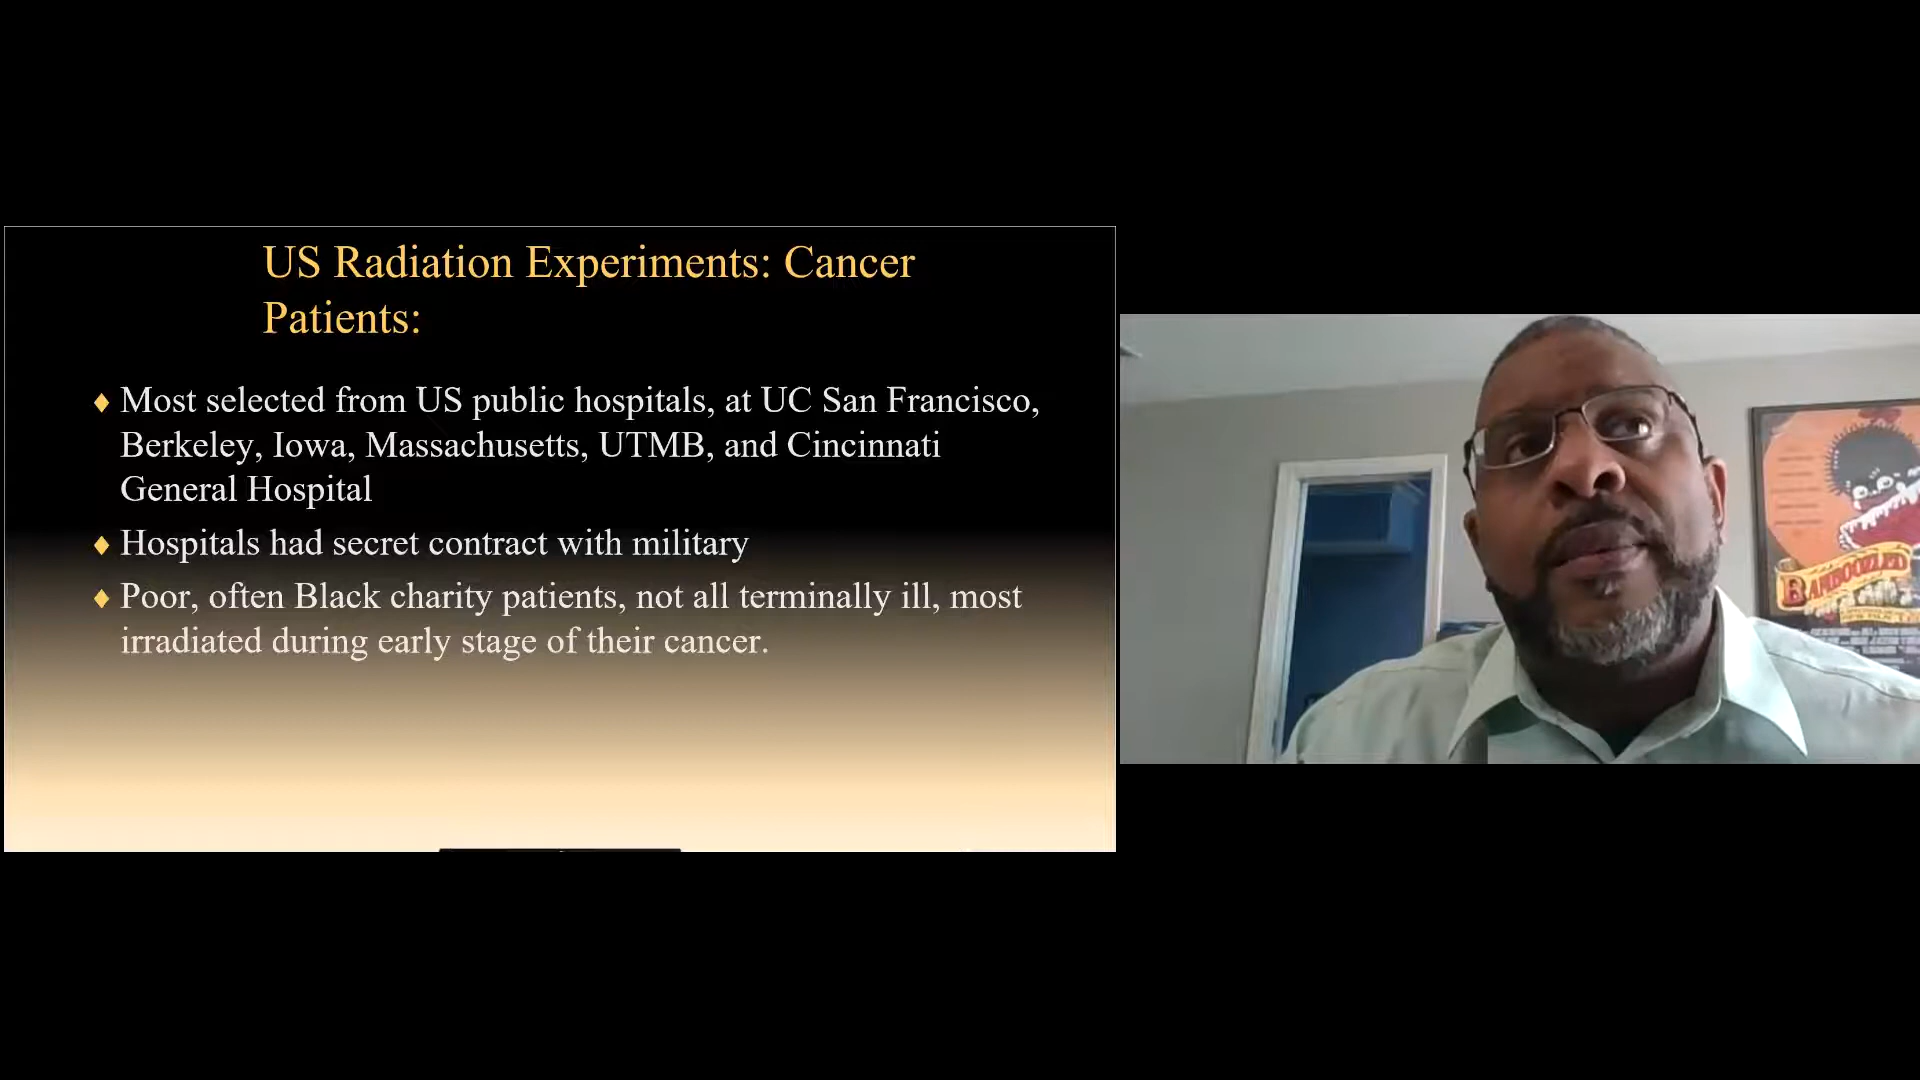 US Radiation Experiments: Cancer
Patients:
♦ Most selected from US public hospitals, at UC San Francisco,
Berkeley, Iowa, Massachusetts, UTMB, and Cincinnati
General Hospital
♦ Hospitals had secret contract with military
♦ Poor, often Black charity patients, not all terminally ill, most
irradiated during early stage of their cancer.
BAMBOOZLED